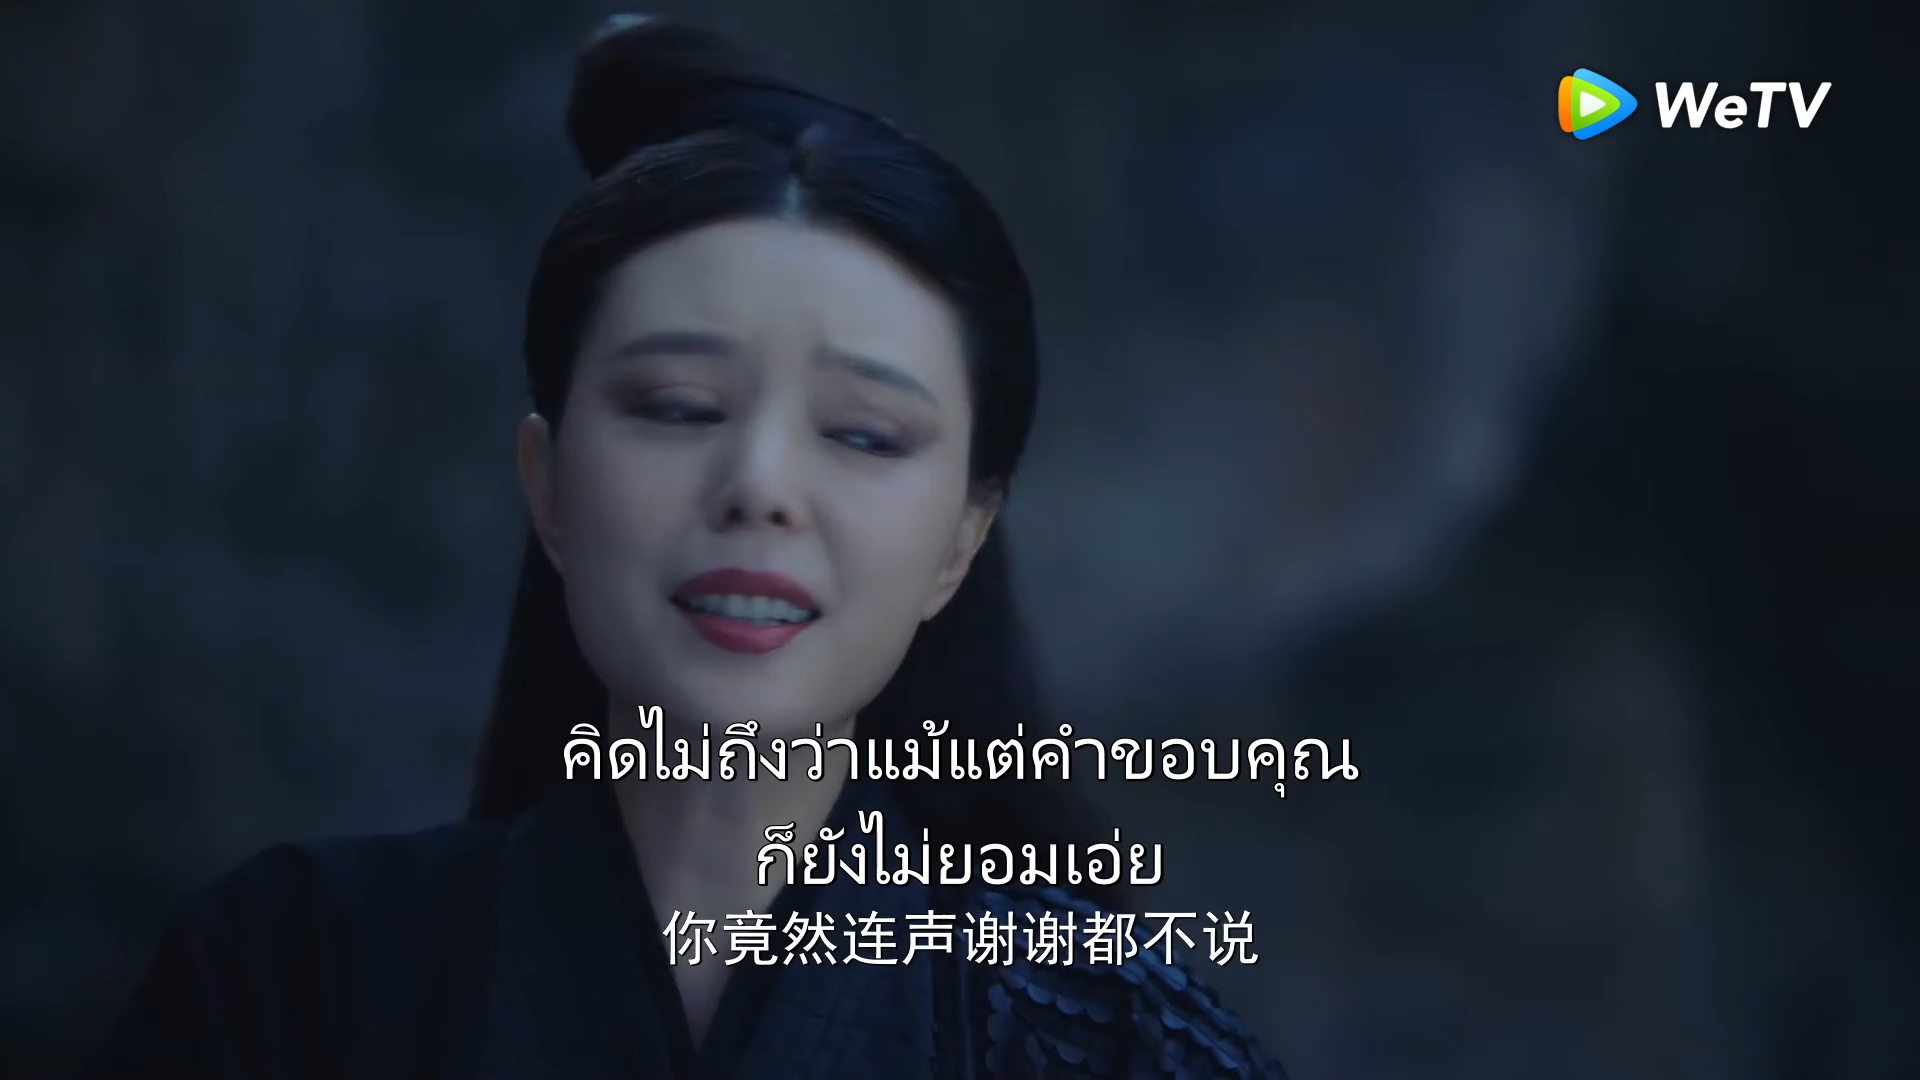 WeTV
คิดไม่ถึงว่าแม้แต่คำขอบคุณ
ก็ยังไม่ยอมเอ่ย
你竟然连声谢谢都不说